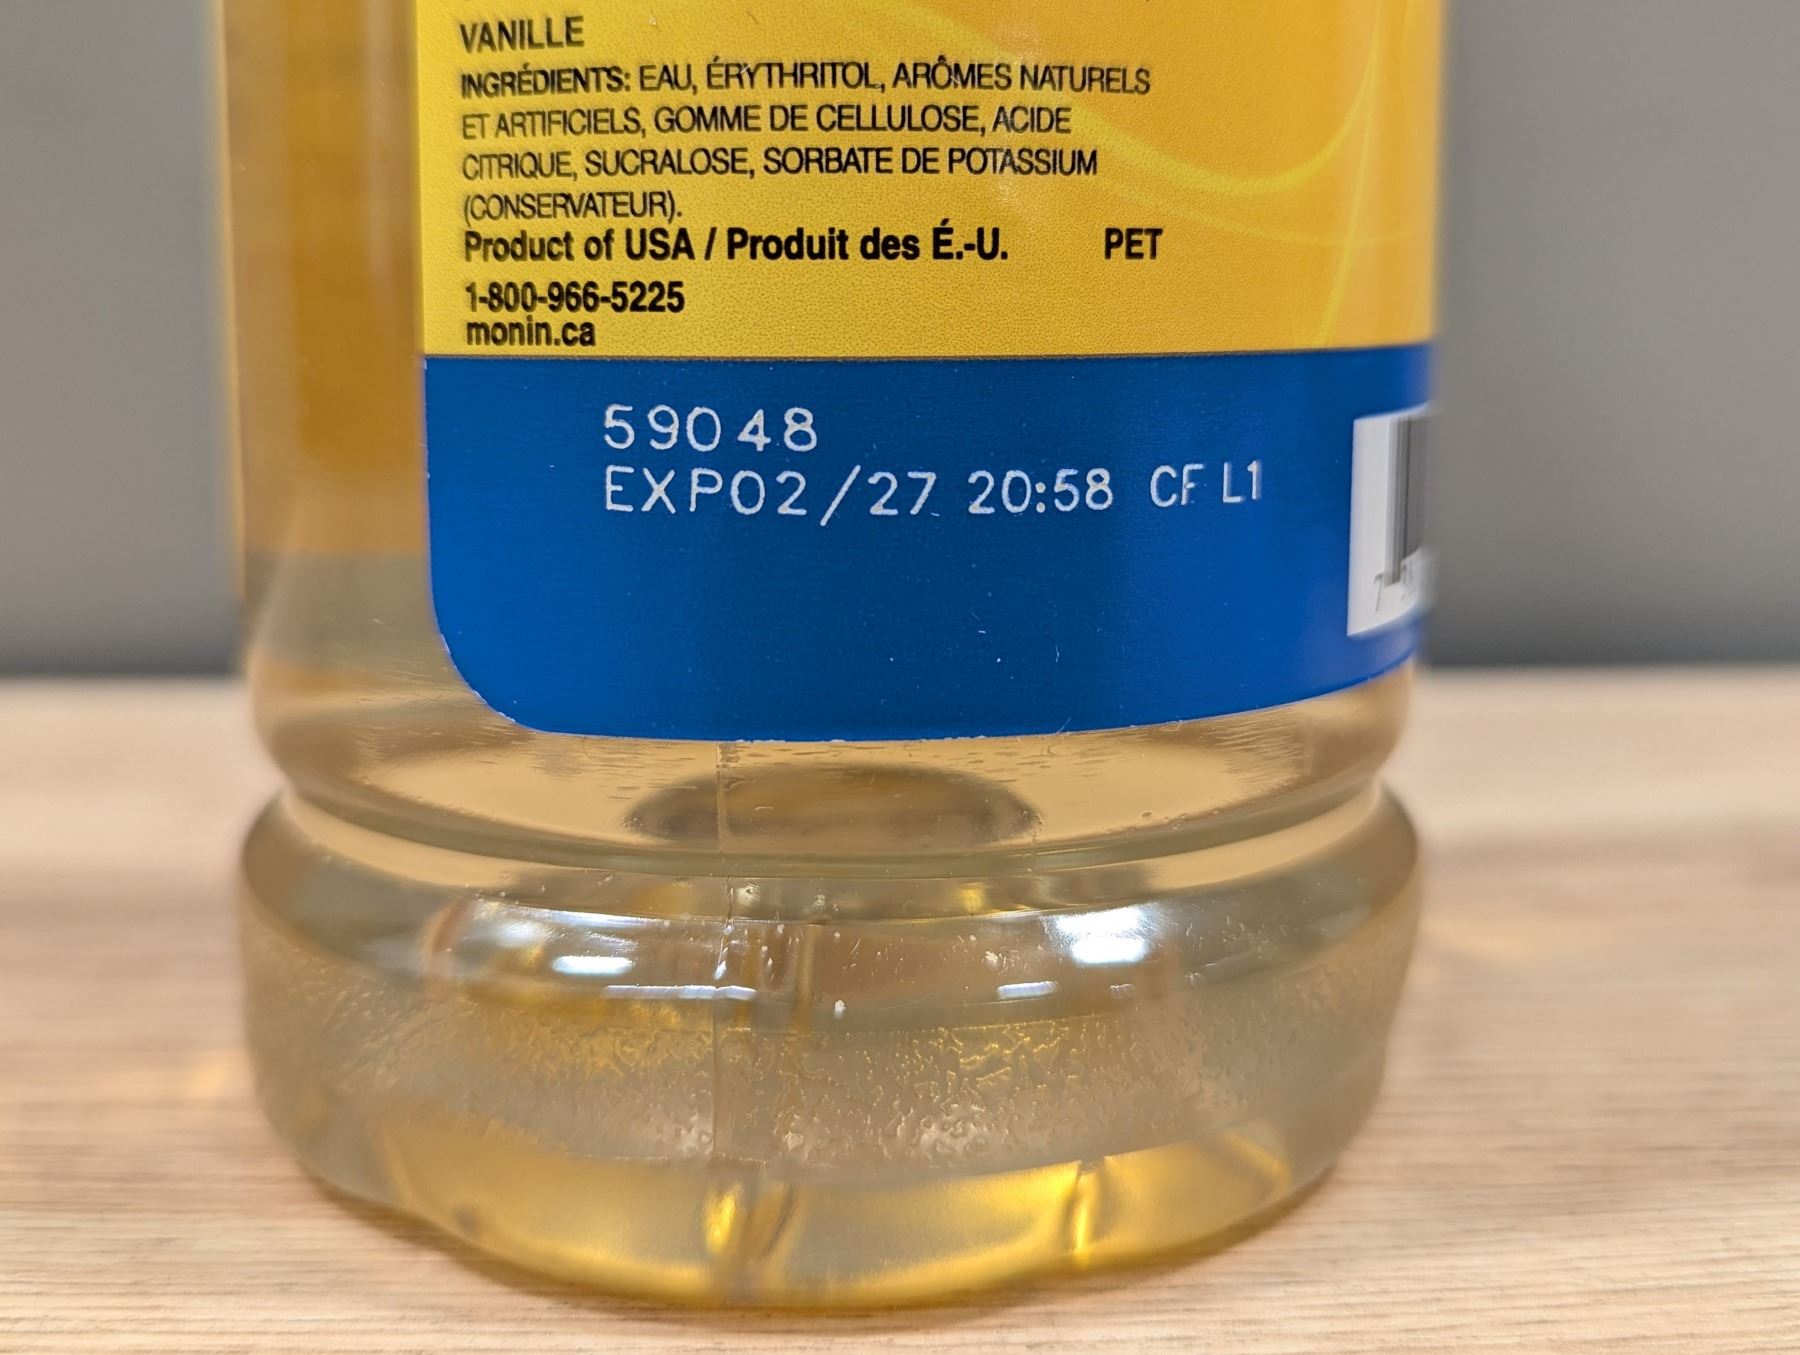 VANILLE
INGRÉDIENTS: EAU, ÉRYTHRITOL, ARÔMES NATURELS
ET ARTIFICIELS, GOMME DE CELLULOSE, ACIDE
CITRIQUE, SUCRALOSE, SORBATE DE POTASSIUM
(CONSERVATEUR).
Product of USA / Produit des É.-U. PET
1-800-966-5225
monin.ca
59048
EXP02/27 20:58 CF L1